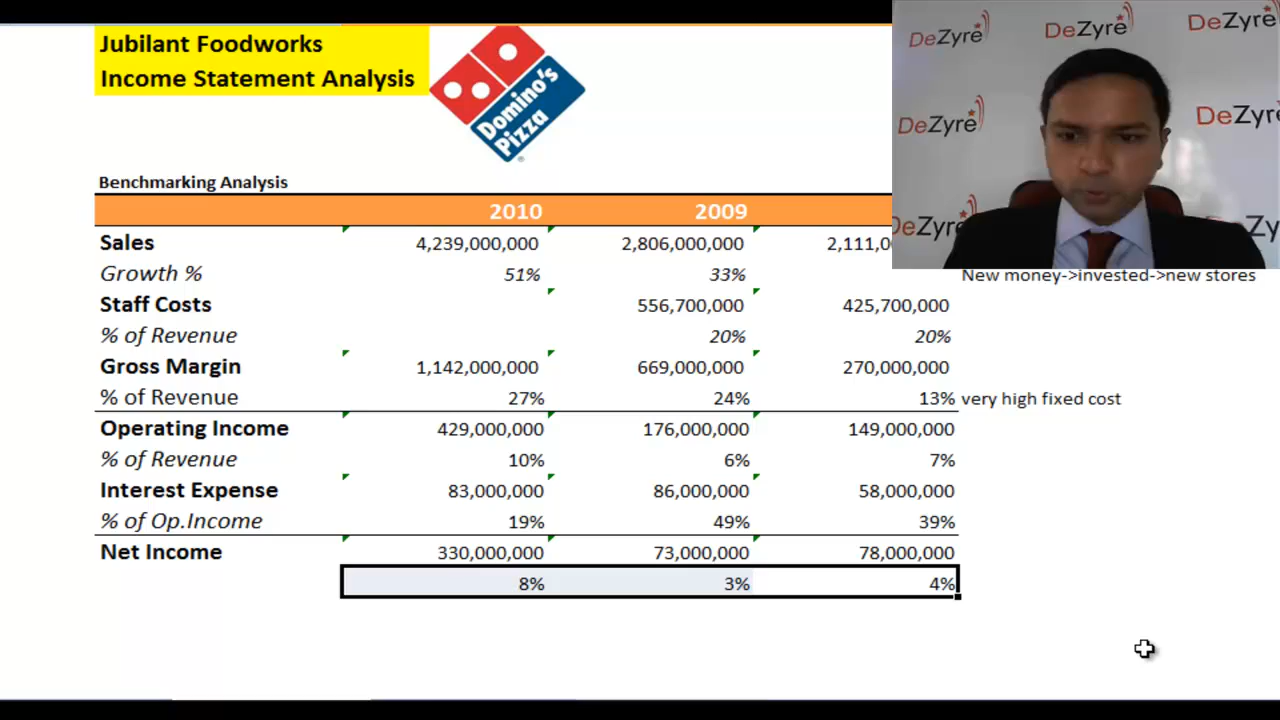 Jubilant Foodworks
Income Statement Analysis
Domino's
Pizza
®
DeZyre
DeZyre
DeZyre
DeZyre
DeZyre
DeZyre
Zy
Benchmarking Analysis
2010 2009
Sales 4,239,000,000 2,806,000,000 2,111,0
Growth % 51% 33% New money->invested->new stores
Staff Costs 556,700,000 425,700,000
% of Revenue 20% 20%
Gross Margin 1,142,000,000 669,000,000 270,000,000
% of Revenue 27% 24% 13% very high fixed cost
Operating Income 429,000,000 176,000,000 149,000,000
% of Revenue 10% 6% 7%
Interest Expense 83,000,000 86,000,000 58,000,000
% of Op.Income 19% 49% 39%
Net Income 330,000,000 73,000,000 78,000,000
8% 3% 4%